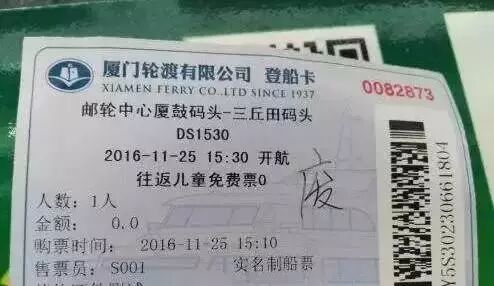 厦门轮渡有限公司 登船卡
XIAMEN FERRY CO.,LTD SINCE 1937
0082873
邮轮中心厦鼓码头-三丘田码头
DS1530
2016-11-25 15:30 开航
往返儿童免费票0
废
人数: 1人
金额: 0.0
购票时间: 2016-11-25 15:10
售票员: S001 实名制船票
Y5S30230661804